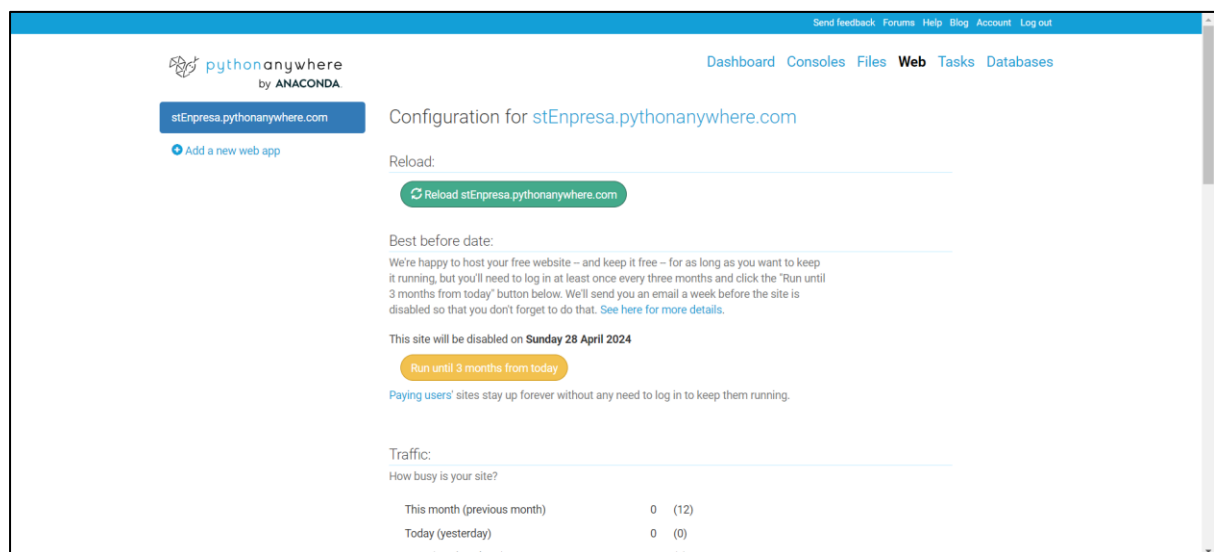 Send feedback Forums Help Blog Account Log out
pythonanywhere
by ANACONDA.
Dashboard Consoles Files Web Tasks Databases
stEnpresa.pythonanywhere.com
Add a new web app
Configuration for stEnpresa.pythonanywhere.com
Reload:
Reload stEnpresa.pythonanywhere.com
Best before date:
We're happy to host your free website – and keep it free – for as long as you want to keep
it running, but you'll need to log in at least once every three months and click the "Run until
3 months from today" button below. We'll send you an email a week before the site is
disabled so that you don't forget to do that. See here for more details.
This site will be disabled on Sunday 28 April 2024
Run until 3 months from today
Paying users' sites stay up forever without any need to log in to keep them running.
Traffic:
How busy is your site?
This month (previous month) 0 (12)
Today (yesterday) 0 (0)